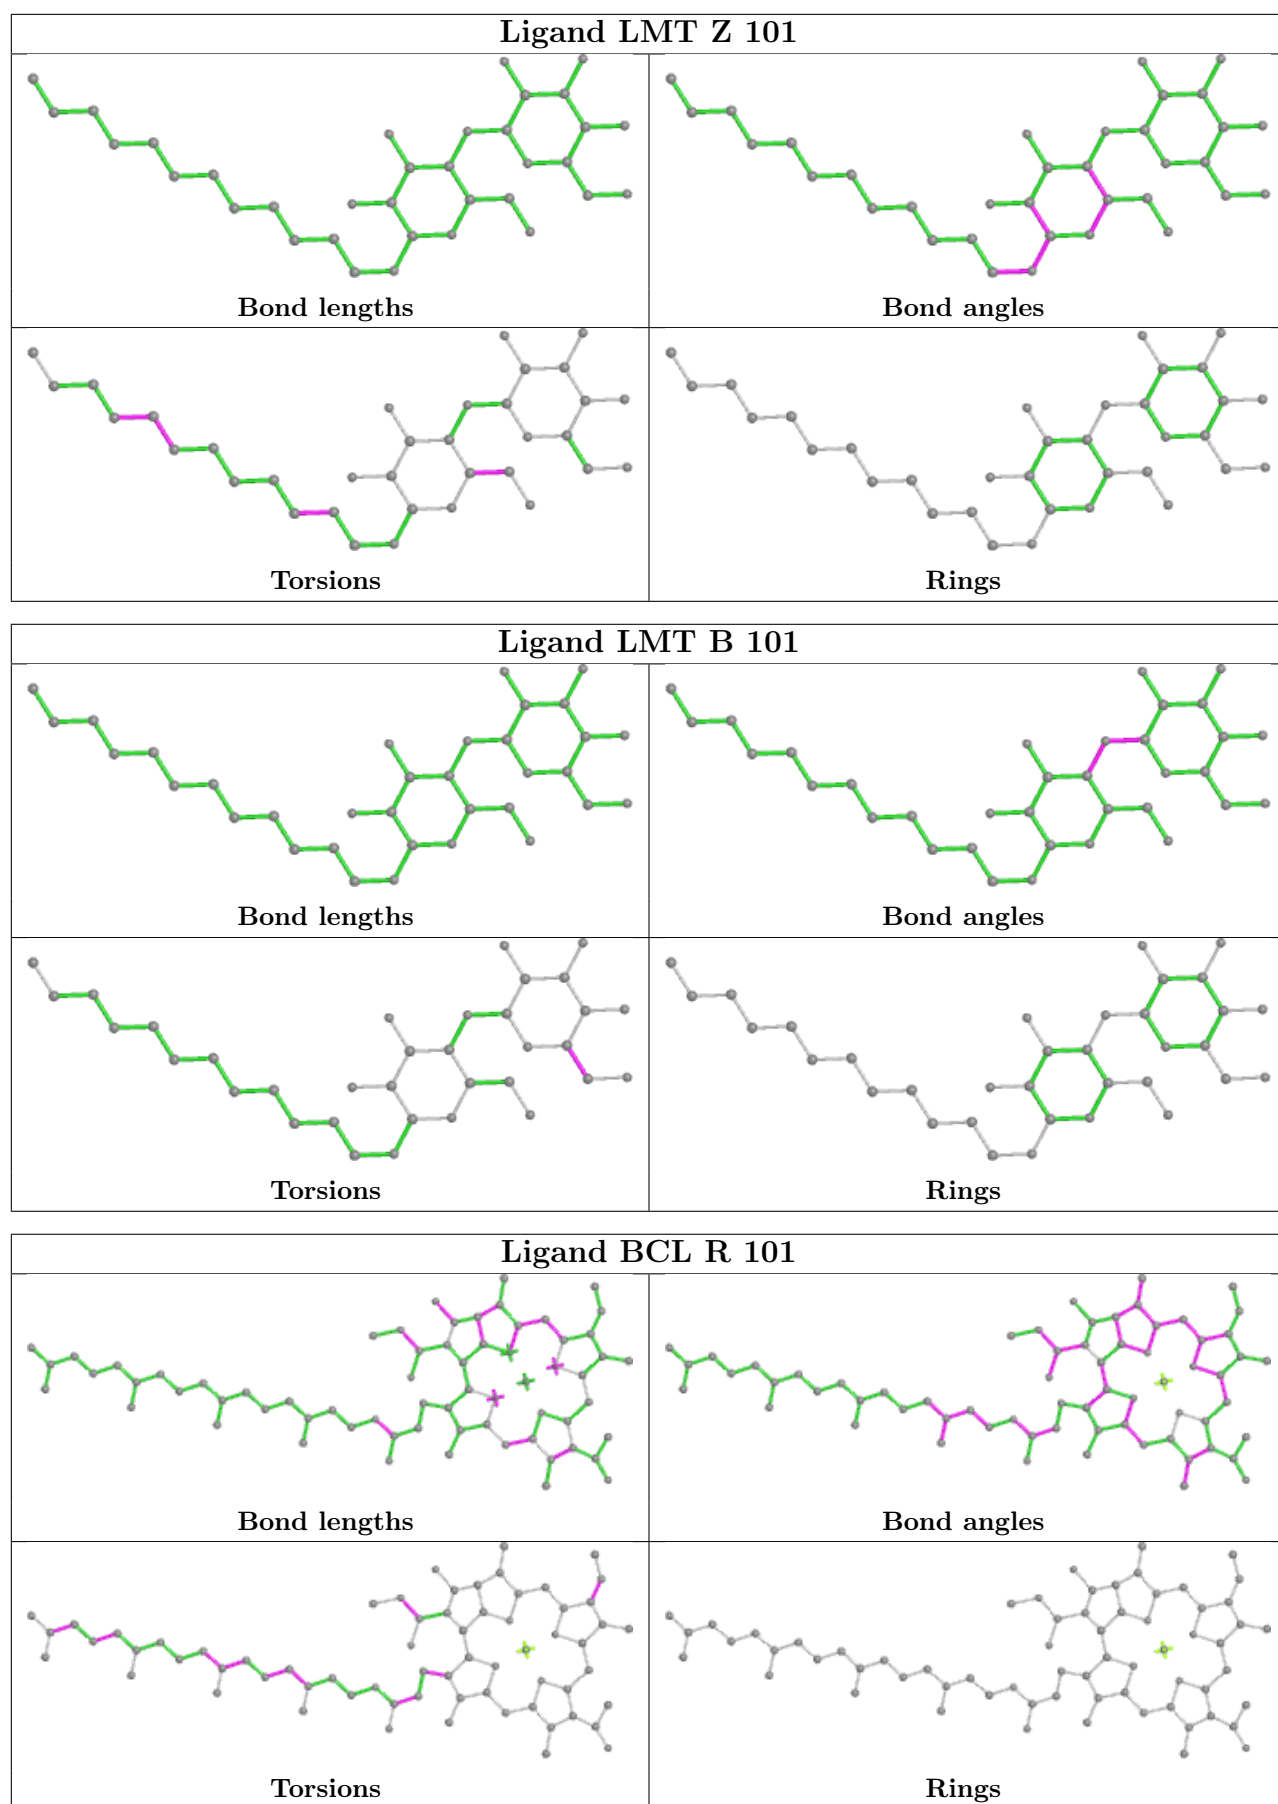 Ligand LMT Z 101
Bond lengths
Bond angles
Torsions
Rings
Ligand LMT B 101
Bond lengths
Bond angles
Torsions
Rings
Ligand BCL R 101
Bond lengths
Bond angles
Torsions
Rings